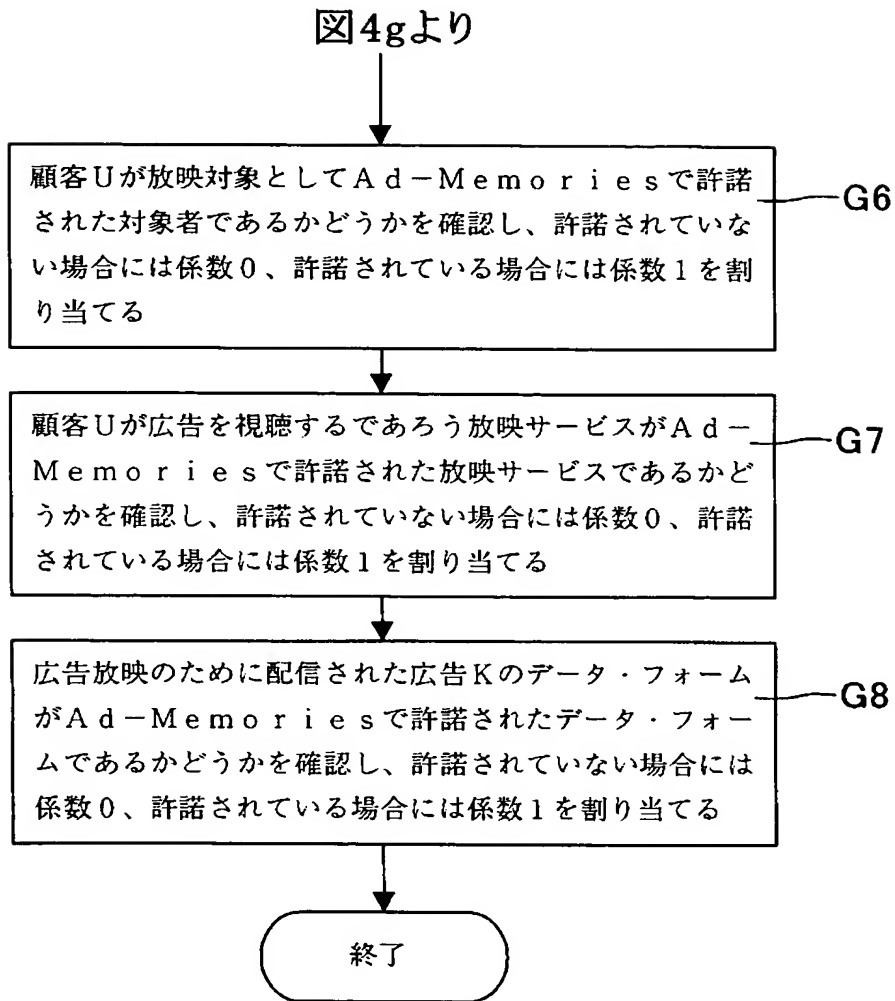 図4gより
顧客Uが放映対象としてAd-Memoriesで許諾
された対象者であるかどうかを確認し、許諾されていな
い場合には係数0、許諾されている場合には係数1を割
り当てる
G6
顧客Uが広告を視聴するであろう放映サービスがAd-
Memoriesで許諾された放映サービスであるかど
うかを確認し、許諾されていない場合には係数0、許諾
されている場合には係数1を割り当てる
G7
広告放映のために配信された広告Kのデータ・フォーム
がAd-Memoriesで許諾されたデータ・フォー
ムであるかどうかを確認し、許諾されていない場合には
係数0、許諾されている場合には係数1を割り当てる
G8
終了